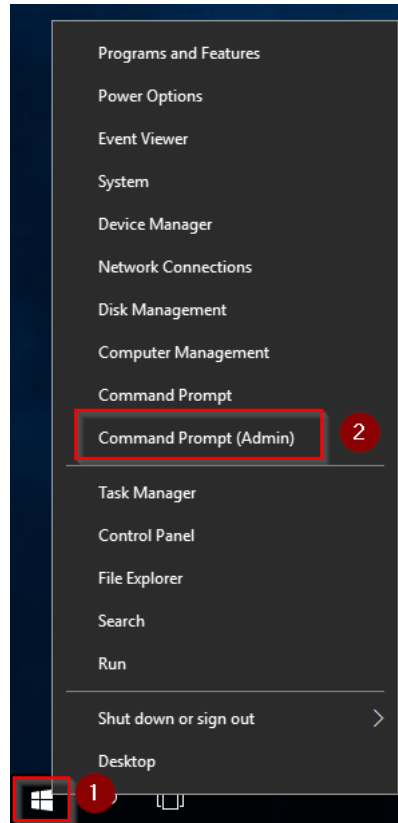 Programs and Features
Power Options
Event Viewer
System
Device Manager
Network Connections
Disk Management
Computer Management
Command Prompt
Command Prompt (Admin)
2
Task Manager
Control Panel
File Explorer
Search
Run
Shut down or sign out
Desktop
1